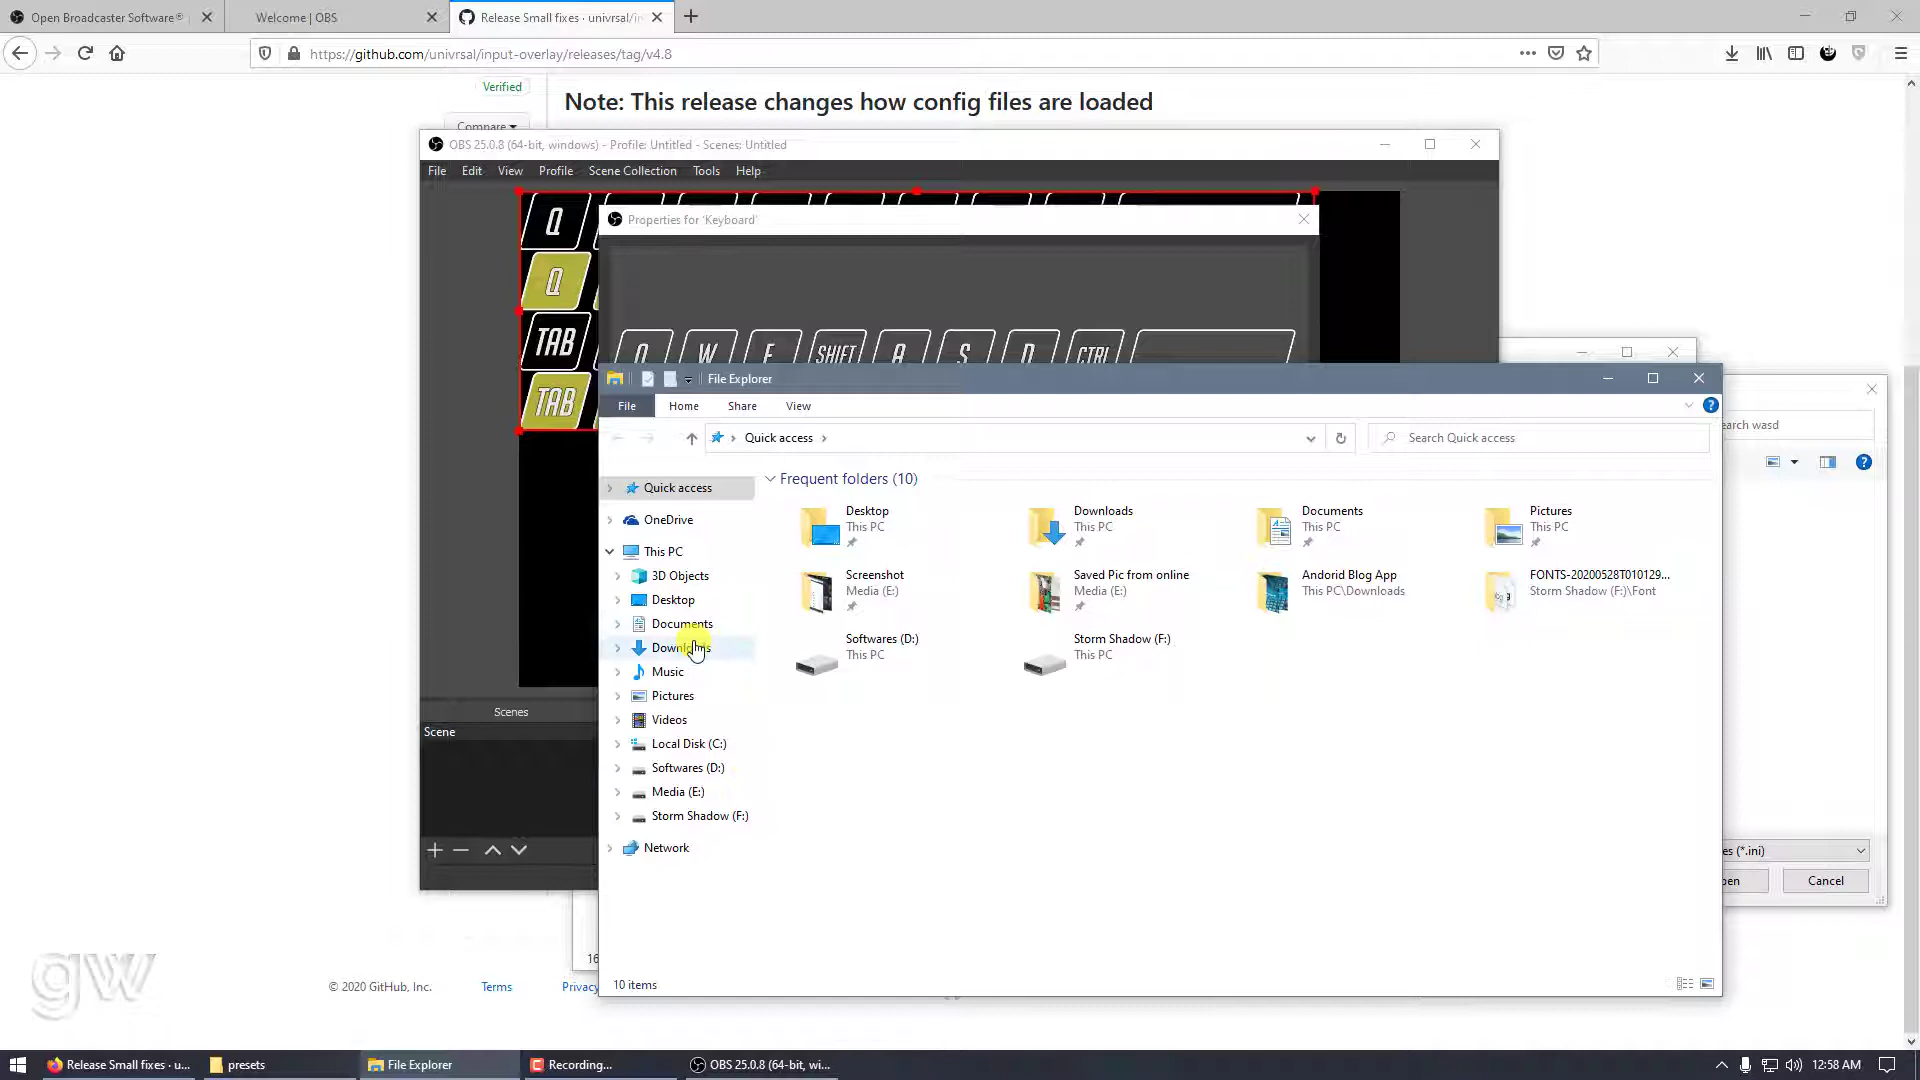 Open Broadcaster Software®
Welcome | OBS
Release Small fixes · univrsal/in
https://github.com/univrsal/input-overlay/releases/tag/v4.8
Verified
Note: This release changes how config files are loaded
Compare
OBS 25.0.8 (64-bit, windows) - Profile: Untitled - Scenes: Untitled
File Edit View Profile Scene Collection Tools Help
Q
Properties for 'Keyboard'
Q
TAB
Q W E SHIFT A S D CTRL
TAB
File Explorer
File Home Share View
Quick access
Search Quick access
earch wasd
Quick access
OneDrive
This PC
3D Objects
Desktop
Documents
Downloads
Music
Pictures
Videos
Local Disk (C:)
Softwares (D:)
Media (E:)
Storm Shadow (F:)
Network
Frequent folders (10)
Desktop
This PC
Downloads
This PC
Documents
This PC
Pictures
This PC
Screenshot
Media (E:)
Saved Pic from online
Media (E:)
Andorid Blog App
This PC\Downloads
FONTS-20200528T010129...
Storm Shadow (F:)\Font
Softwares (D:)
This PC
Storm Shadow (F:)
This PC
Scenes
Scene
es (*.ini)
pen
Cancel
16
10 items
gw
© 2020 GitHub, Inc. Terms Privacy
Release Small fixes · u...
presets
File Explorer
Recording...
OBS 25.0.8 (64-bit, wi...
12:58 AM